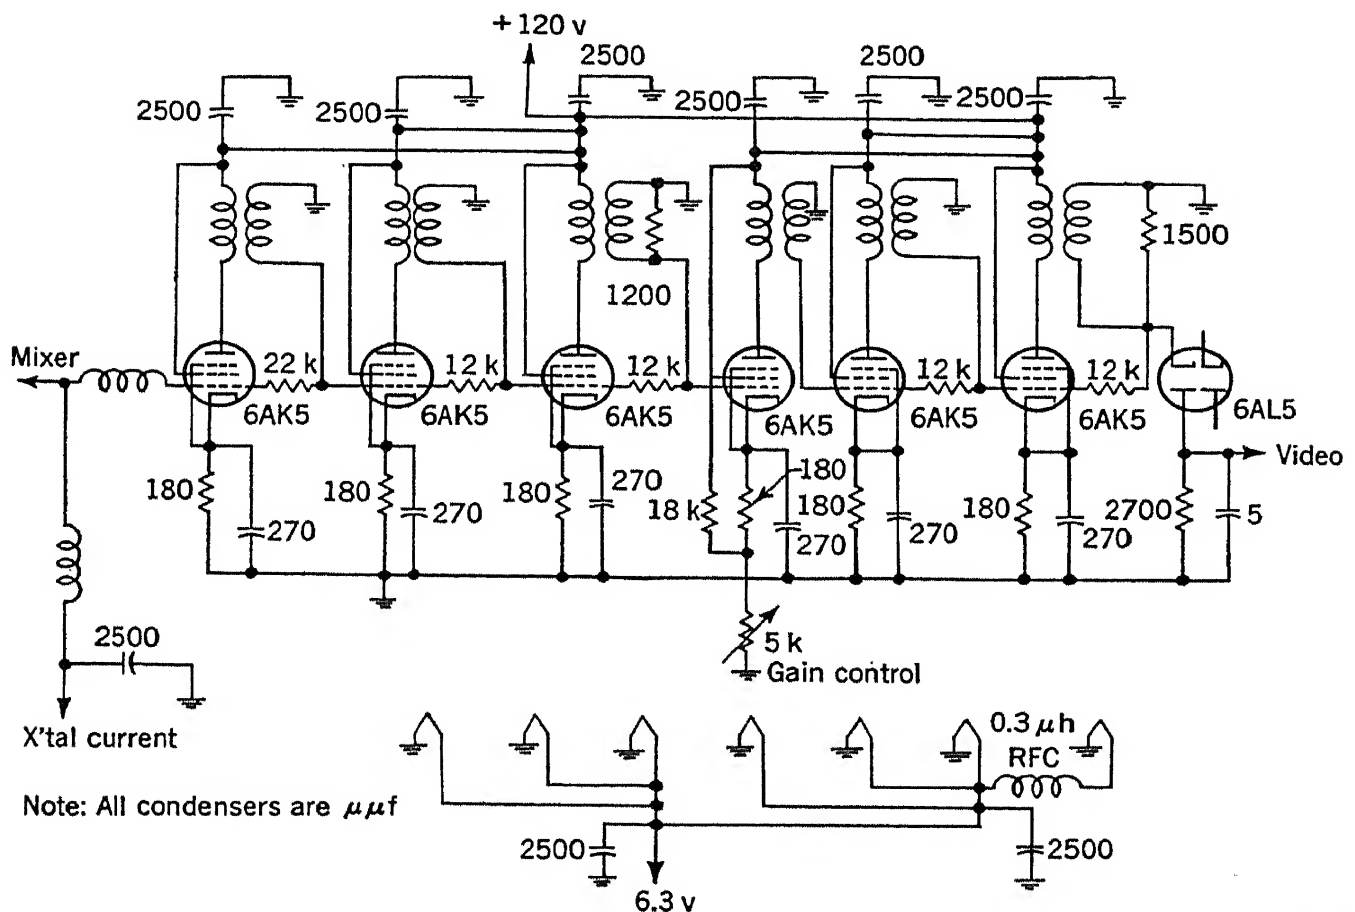 + 120 v
2500
2500
2500
2500
2500
2500
1200
1500
Mixer
22 k
12 k
12 k
12 k
12 k
6AK5
6AK5
6AK5
6AK5
6AK5
6AK5
6AL5
Video
180
270
180
270
180
270
18 k
180
270
180
270
180
270
2700
5
2500
5 k
Gain control
X'tal current
0.3 μh
RFC
Note: All condensers are μμf
2500
2500
6.3 v